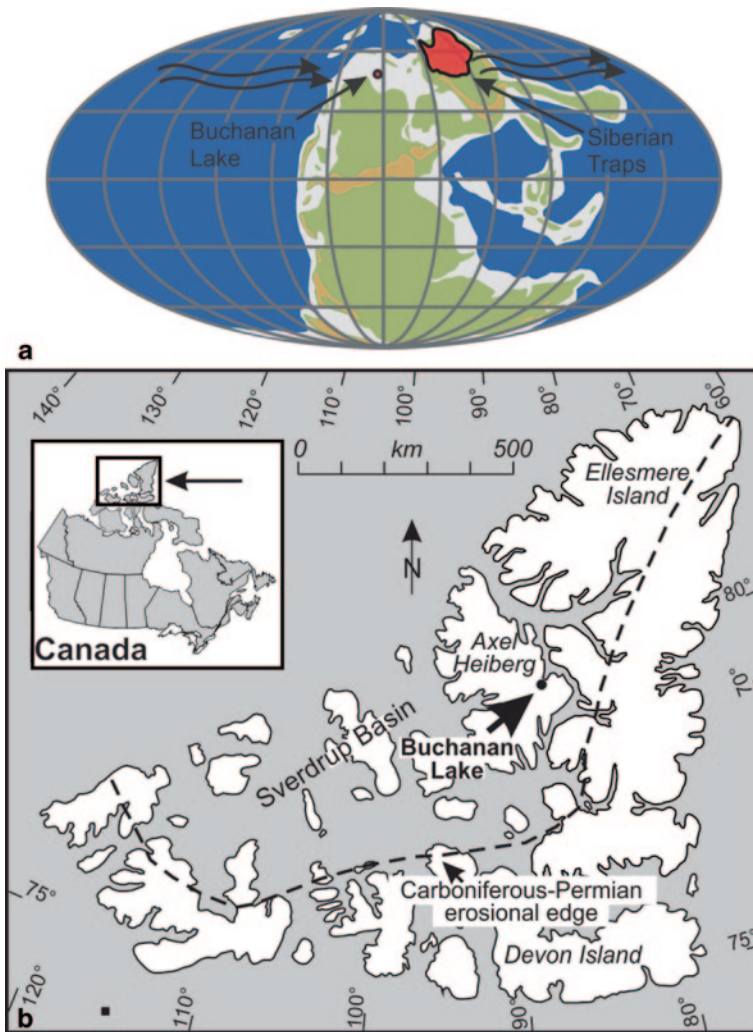 Buchanan
Lake
Siberian
Traps
a
140°
130°
120°
110°
100°
90°
80°
70°
60°
0 km 500
Ellesmere
Island
N
80°
Canada
Axel
Heiberg
70°
Buchanan
Lake
Sverdrup Basin
75°
Carboniferous-Permian
erosional edge
Devon Island
75°
120°
110°
100°
90°
80°
b